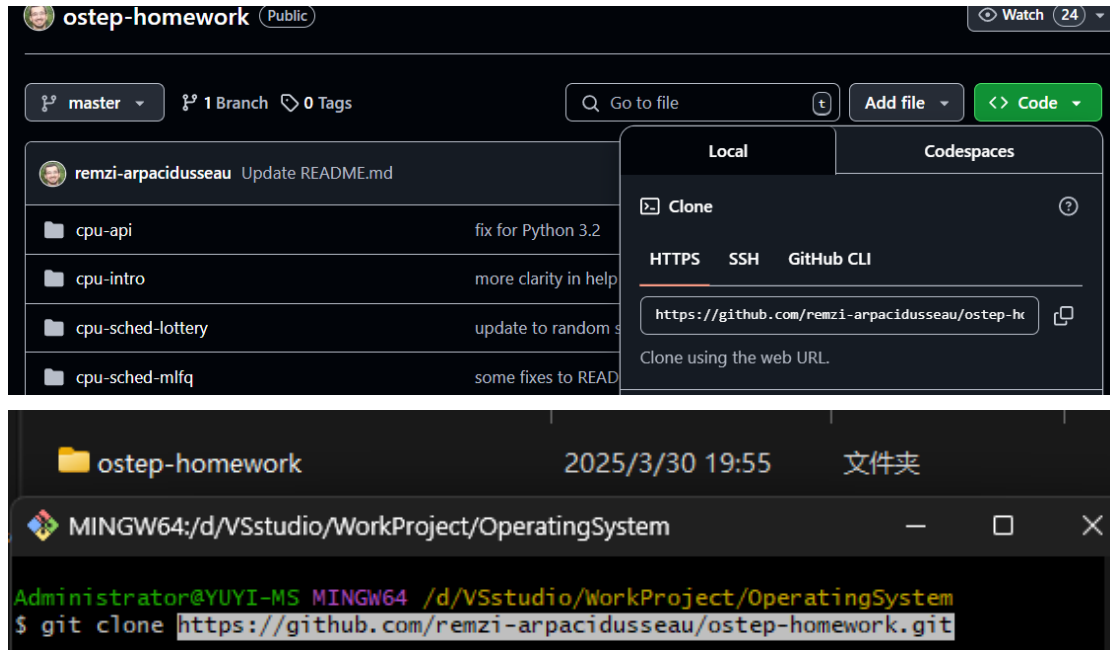 ostep-homework Public Watch 24
master 1 Branch 0 Tags Go to file t Add file <> Code
Local Codespaces
remzi-arpacidusseau Update README.md
Clone
cpu-api fix for Python 3.2
HTTPS SSH GitHub CLI
cpu-intro more clarity in help
https://github.com/remzi-arpacidusseau/ostep-ho
cpu-sched-lottery update to random s
Clone using the web URL.
cpu-sched-mlfq some fixes to READ
ostep-homework 2025/3/30 19:55 文件夹
MINGW64:/d/VSstudio/WorkProject/OperatingSystem
Administrator@YUYI-MS MINGW64 /d/VSstudio/WorkProject/OperatingSystem
$ git clone https://github.com/remzi-arpacidusseau/ostep-homework.git